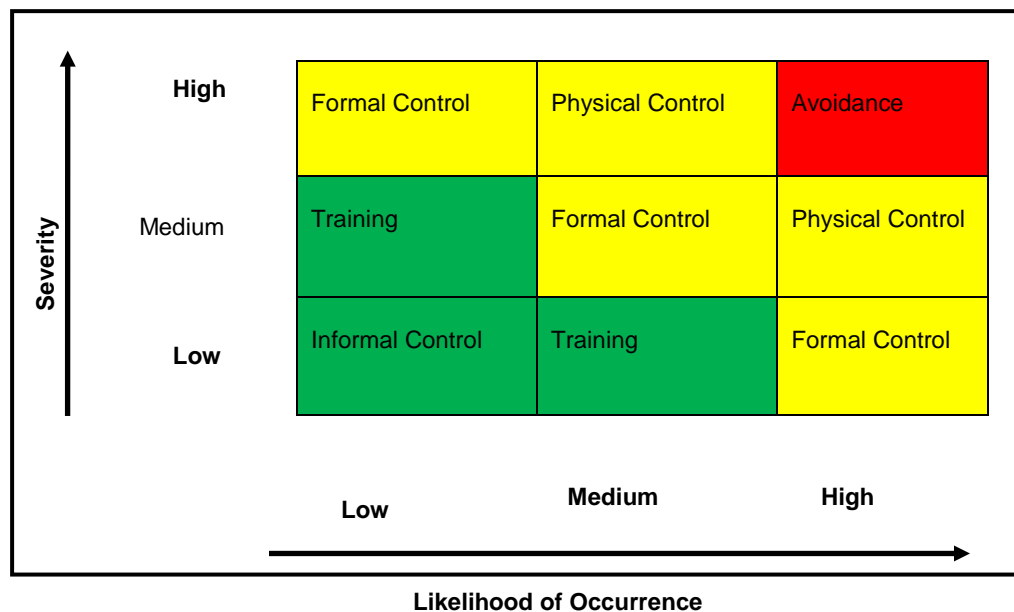 High
Formal Control
Physical Control
Avoidance
Severity
Medium
Training
Formal Control
Physical Control
Low
Informal Control
Training
Formal Control
Low
Medium
High
Likelihood of Occurrence